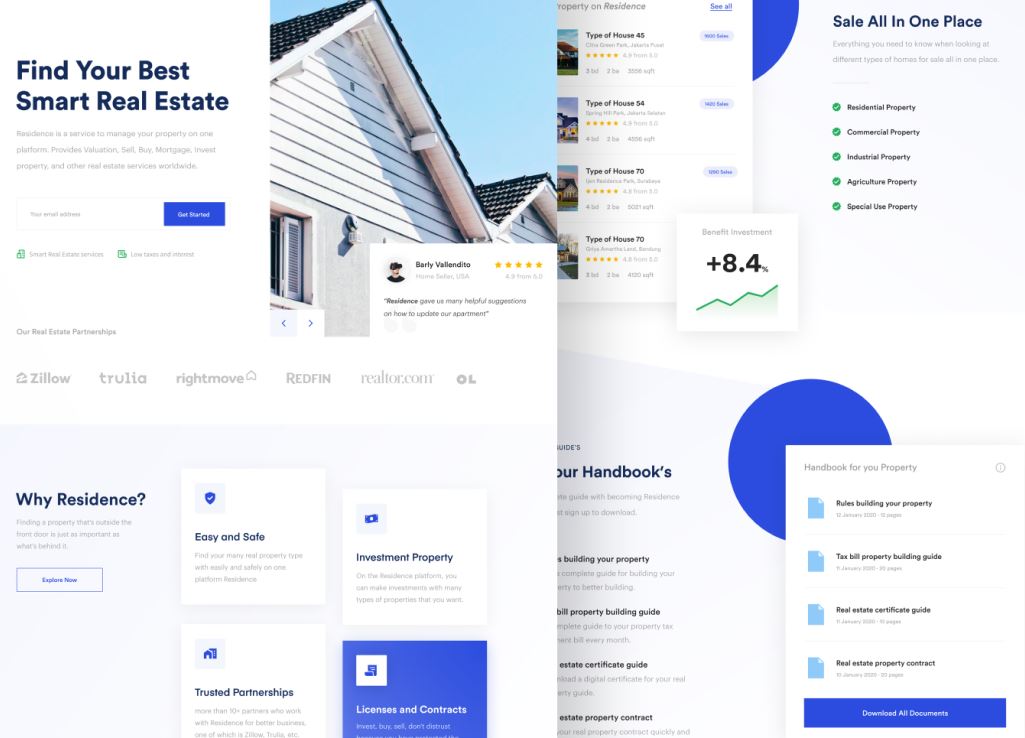 Find Your Best
Smart Real Estate
Residence is a service to manage your property on one
platform. Provides Valuation, Sell, Buy, Mortgage, Invest
property, and other real estate services worldwide.
Your email address
Get Started
Smart Real Estate services
Low taxes and interest
Barly Vallendito
Home Seller, USA
4.9 from 5.0
"Residence gave us many helpful suggestions
on how to update our apartment"
Our Real Estate Partnerships
Zillow
trulia
rightmove
REDFIN
realtor.com
OL
Why Residence?
Finding a property that's outside the
front door is just as important as
what's behind it.
Explore Now
Easy and Safe
Find your many real property type
with easily and safely on one
platform Residence
Investment Property
On the Residence platform, you
can make investments with many
types of properties that you want.
Trusted Partnerships
more than 10+ partners who work
with Residence for better business,
one of which is Zillow, Trulia, etc.
Licenses and Contracts
Invest, buy, sell, don't distrust
roperty on Residence
See all
Type of House 45
1600 Sales
Citra Green Park, Jakarta Pusat
4.9 from 5.0
3 bd 2 ba 3556 sqft
Type of House 54
1420 Sales
Spring Hill Park, Jakarta Selatan
4.9 from 5.0
4 bd 2 ba 4556 sqft
Type of House 70
1260 Sales
Ijen Residence Park, Surabaya
4.9 from 5.0
4 bd 2 ba 5021 sqft
Type of House 70
Griya Amartha Land, Bandung
4.8 from 5.0
3 bd 2 ba 4120 sqft
Benefit Investment
+8.4%
Sale All In One Place
Everything you need to know when looking at
different types of homes for sale all in one place.
Residential Property
Commercial Property
Industrial Property
Agriculture Property
Special Use Property
UIDE'S
our Handbook's
ete guide with becoming Residence
st sign up to download.
s building your property
complete guide for building your
erty to better building.
bill property building guide
mplete guide to your property tax
ent bill every month.
estate certificate guide
nload a digital certificate for your real
erty guide.
estate property contract
your real property contract quickly and
Handbook for you Property
Rules building your property
12 January 2020 · 12 pages
Tax bill property building guide
11 January 2020 · 20 pages
Real estate certificate guide
11 January 2020 · 10 pages
Real estate property contract
10 January 2020 · 20 pages
Download All Documents